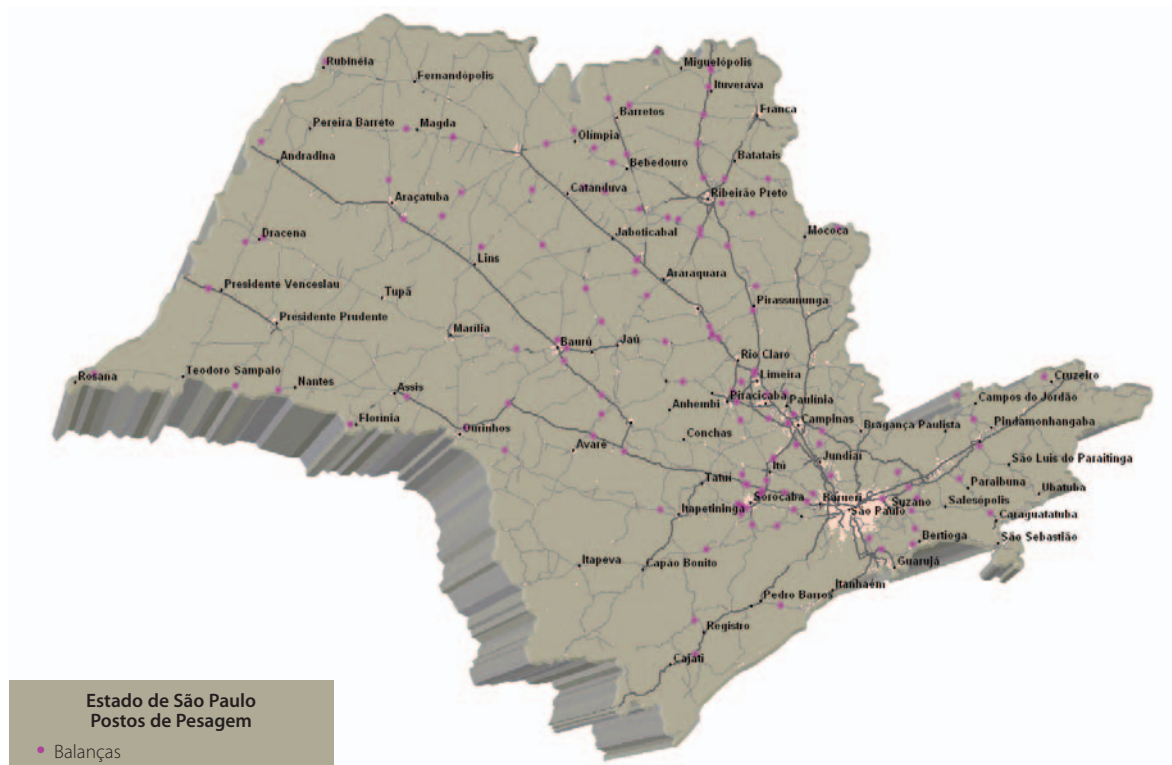 Rubinéia
Fernandópolis
Miguelópolis
Ituverava
Franca
Barretos
Pereira Barreto
Magda
Olímpia
Andradina
Bebedouro
Batatais
Araçatuba
Catanduva
Ribeirão Preto
Dracena
Jaboticabal
Mococa
Lins
Araraquara
Presidente Venceslau
Tupã
Pirassununga
Presidente Prudente
Marília
Baurú
Jaú
Rio Claro
Rosana
Teodoro Sampaio
Nantes
Assis
Limeira
Cruzeiro
Piracicaba
Paulínia
Campos do Jordão
Anhembi
Florínia
Ourinhos
Campinas
Bragança Paulista
Pindamonhangaba
Conchas
Avaré
Jundiaí
São Luis do Paraitinga
Itú
Tatuí
Paraibuna
Ubatuba
Sorocaba
Barueri
Suzano
Salesópolis
Itapetininga
São Paulo
Caraguatatuba
Bertioga
São Sebastião
Itapeva
Capão Bonito
Guarujá
Itanhaém
Pedro Barros
Registro
Cajati
Estado de São Paulo
Postos de Pesagem
• Balanças